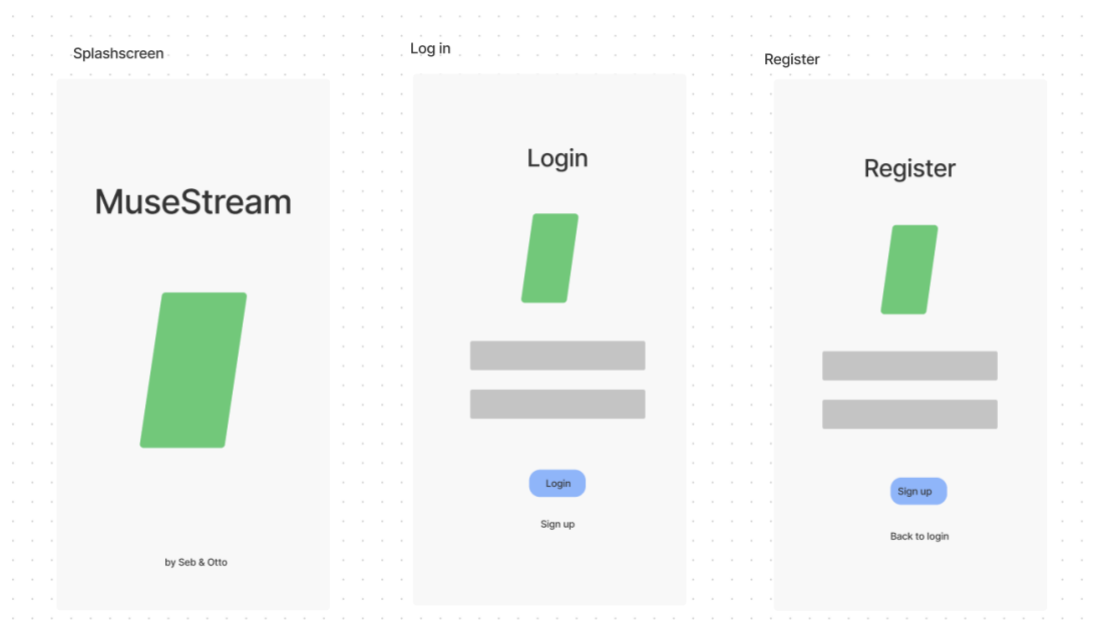 Splashscreen
MuseStream
by Seb & Otto
Log in
Login
Login
Sign up
Register
Register
Sign up
Back to login